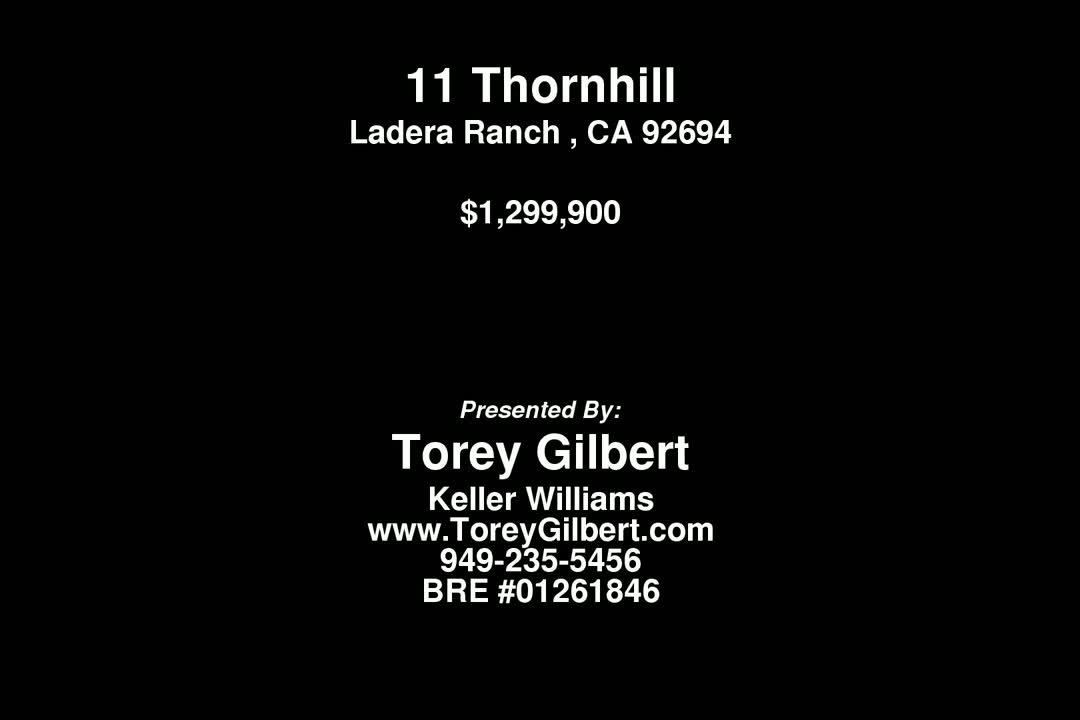 11 Thornhill
Ladera Ranch , CA 92694
$1,299,900
Presented By:
Torey Gilbert
Keller Williams
www.ToreyGilbert.com
949-235-5456
BRE #01261846